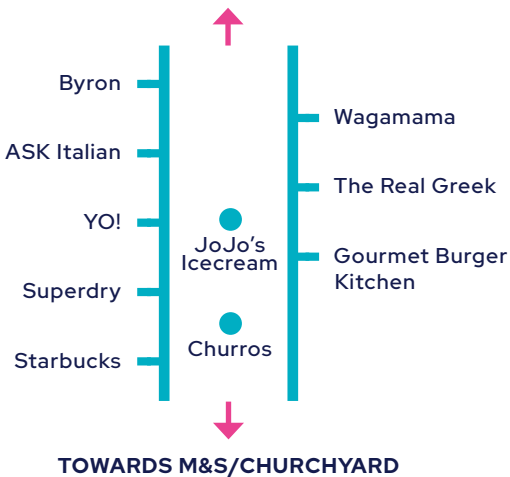 Byron
Wagamama
ASK Italian
The Real Greek
YO!
JoJo's
Icecream
Gourmet Burger
Kitchen
Superdry
Churros
Starbucks
TOWARDS M&S/CHURCHYARD